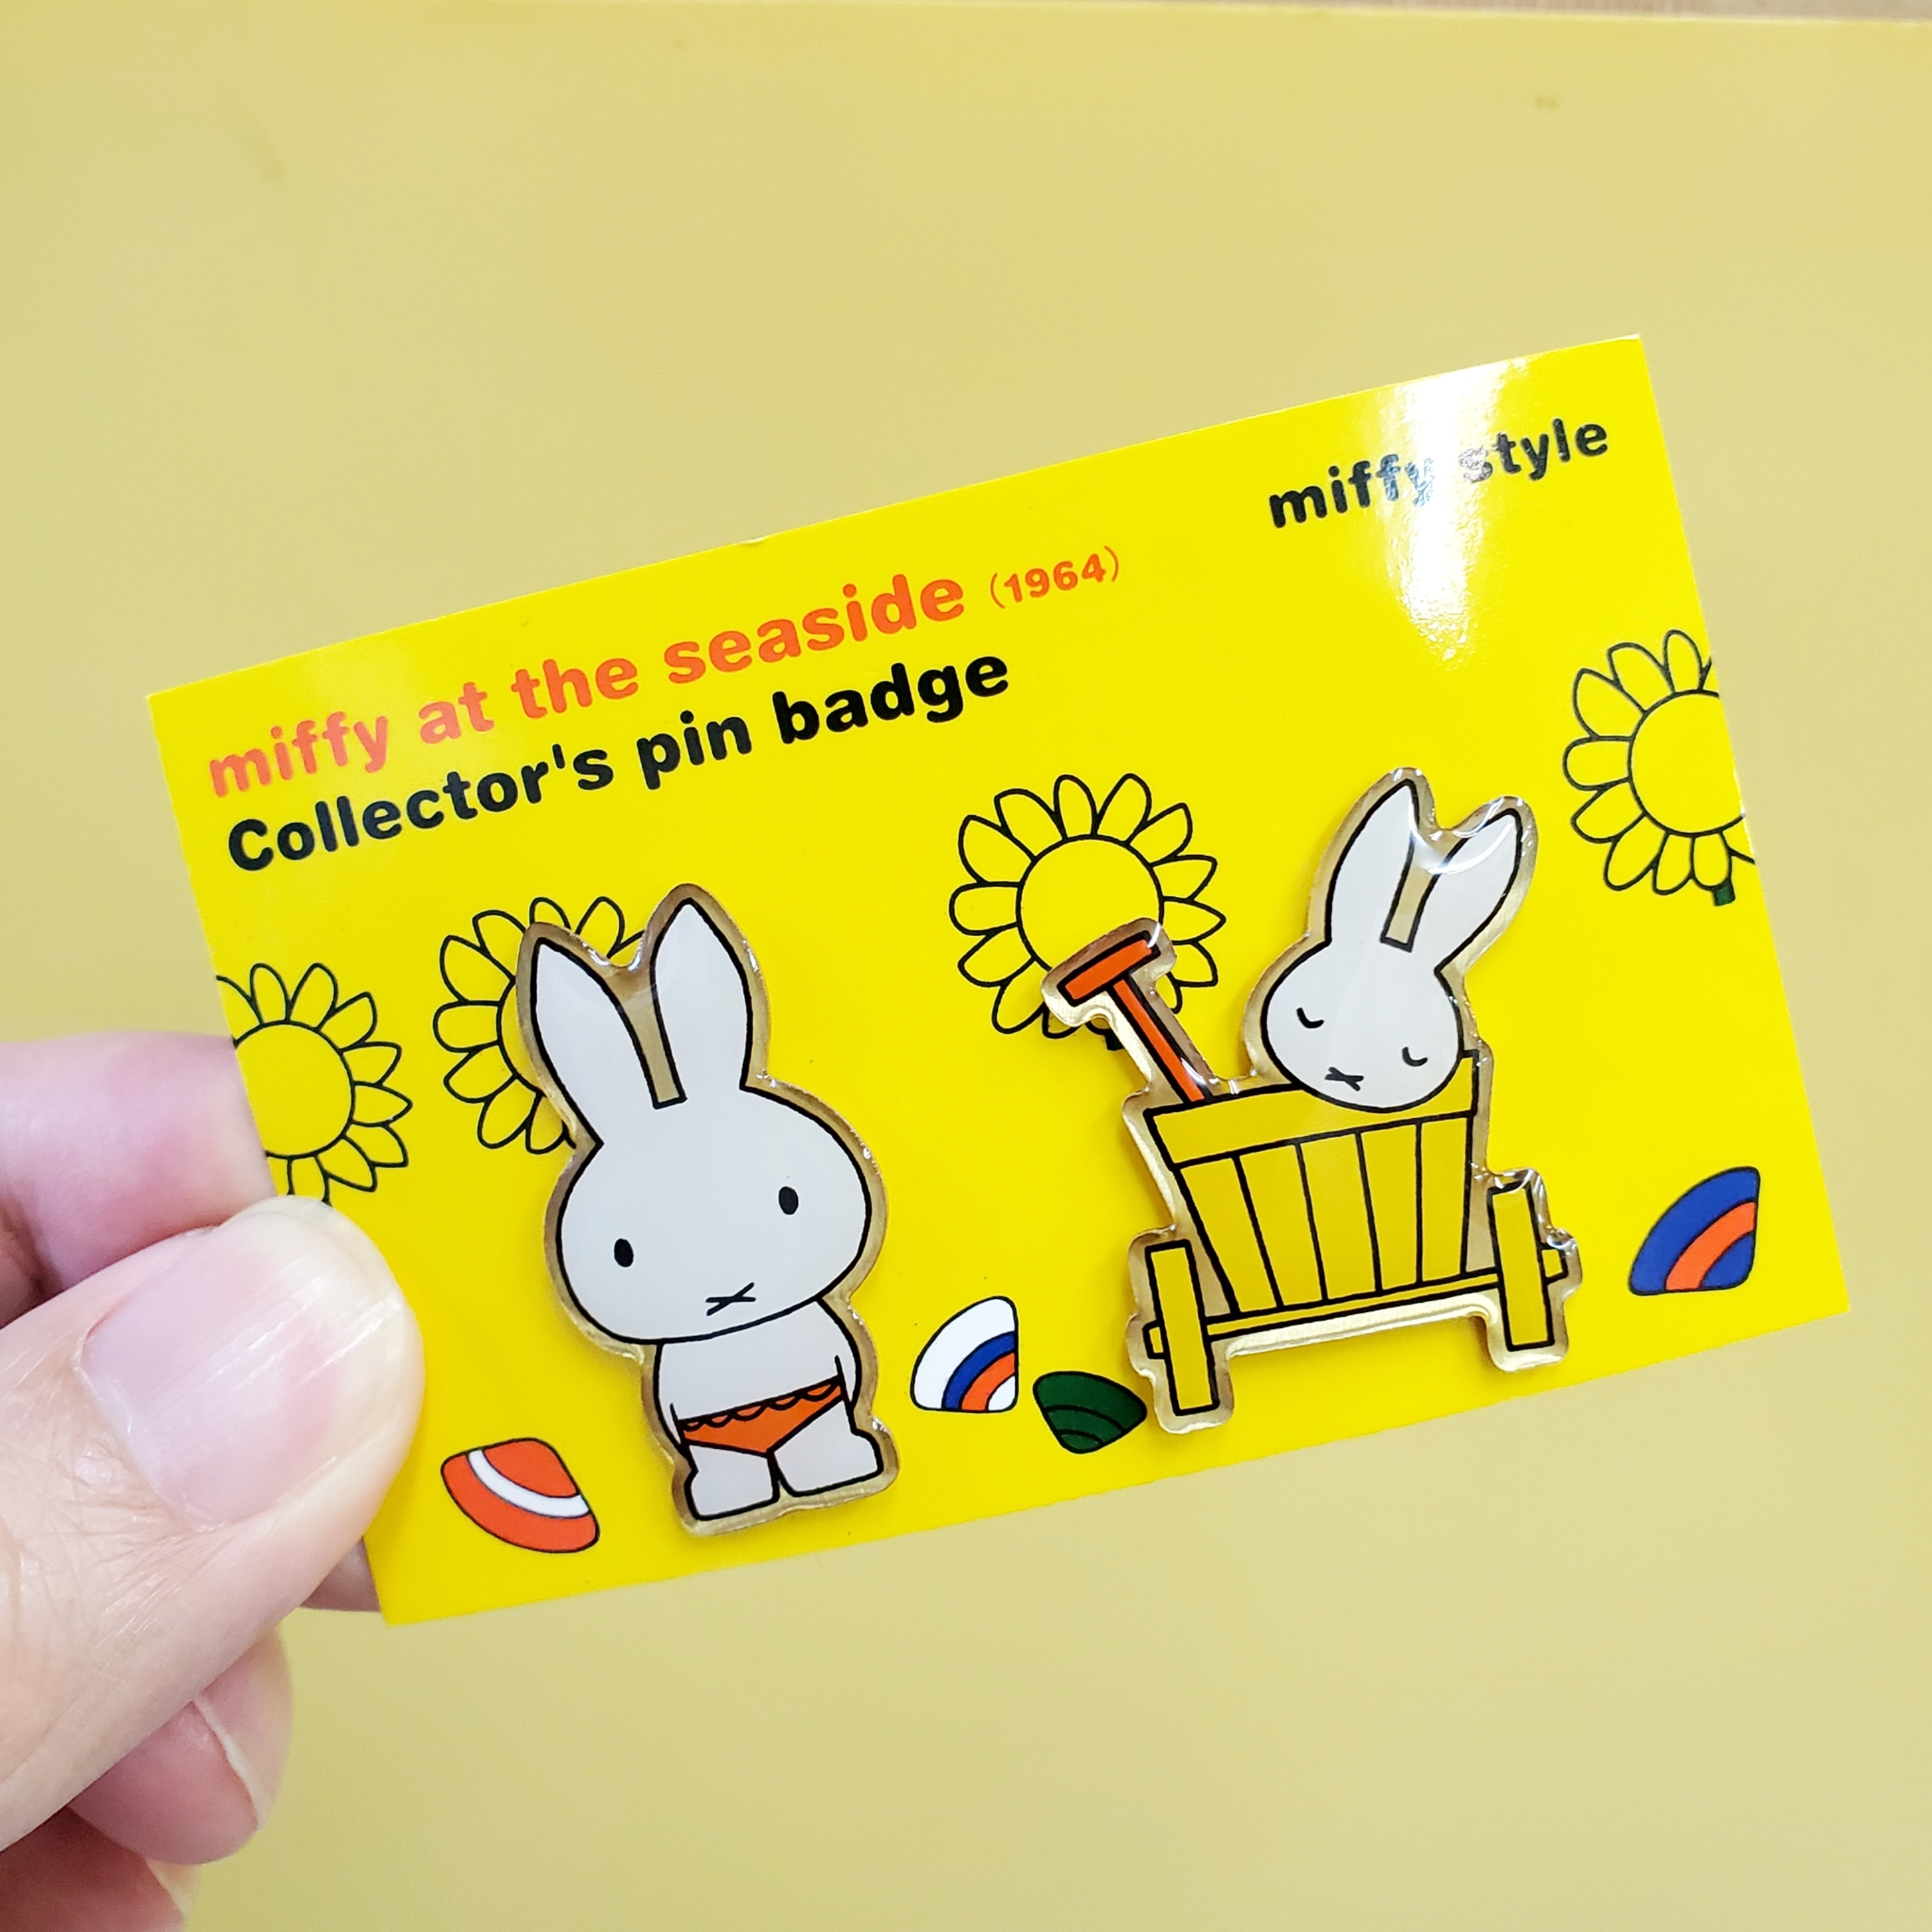 miffy style
miffy at the seaside (1964)
Collector's pin badge